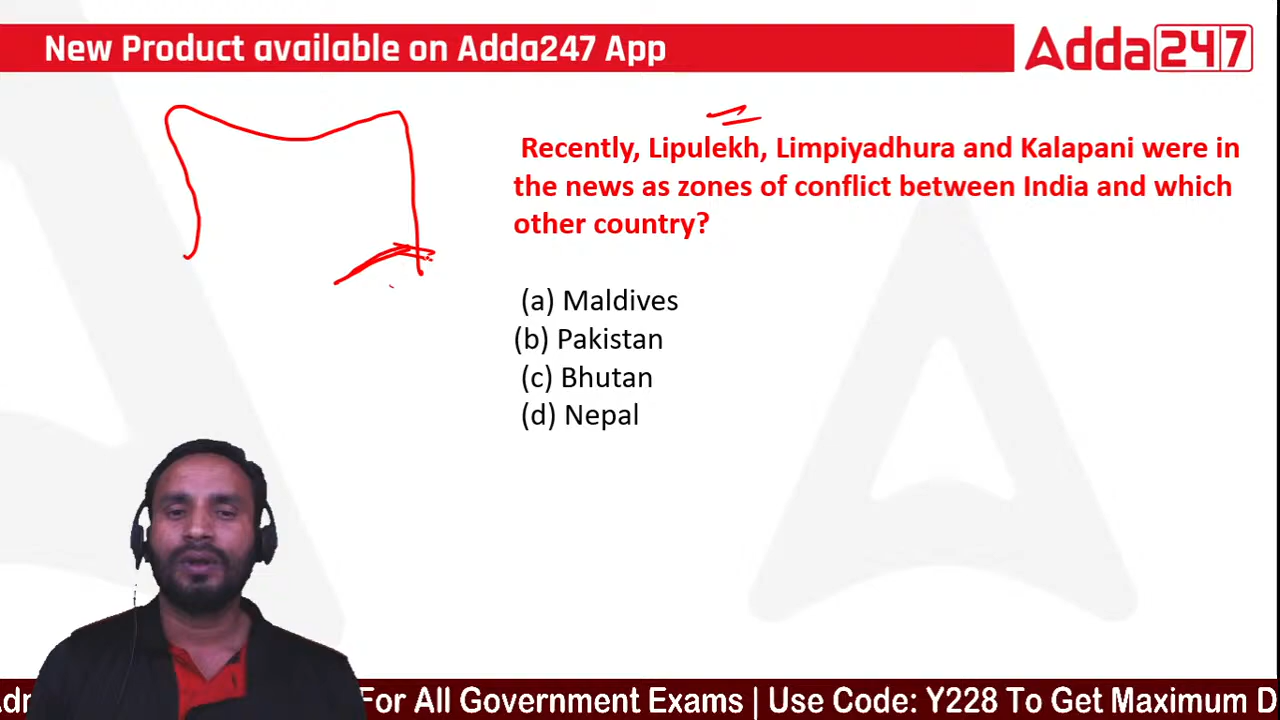 New Product available on Adda247 App
Adda247
Recently, Lipulekh, Limpiyadhura and Kalapani were in
the news as zones of conflict between India and which
other country?
(a) Maldives
(b) Pakistan
(c) Bhutan
(d) Nepal
For All Government Exams | Use Code: Y228 To Get Maximum